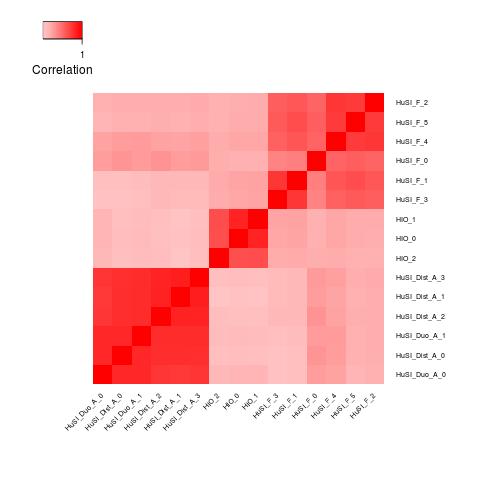 1
Correlation
HuSI_F_2
HuSI_F_5
HuSI_F_4
HuSI_F_0
HuSI_F_1
HuSI_F_3
HIO_1
HIO_0
HIO_2
HuSI_Dist_A_3
HuSI_Dist_A_1
HuSI_Dist_A_2
HuSI_Duo_A_1
HuSI_Dist_A_0
HuSI_Duo_A_0
HuSI_Duo_A_0
HuSI_Dist_A_0
HuSI_Duo_A_1
HuSI_Dist_A_2
HuSI_Dist_A_1
HuSI_Dist_A_3
HIO_2
HIO_0
HIO_1
HuSI_F_3
HuSI_F_1
HuSI_F_0
HuSI_F_4
HuSI_F_5
HuSI_F_2